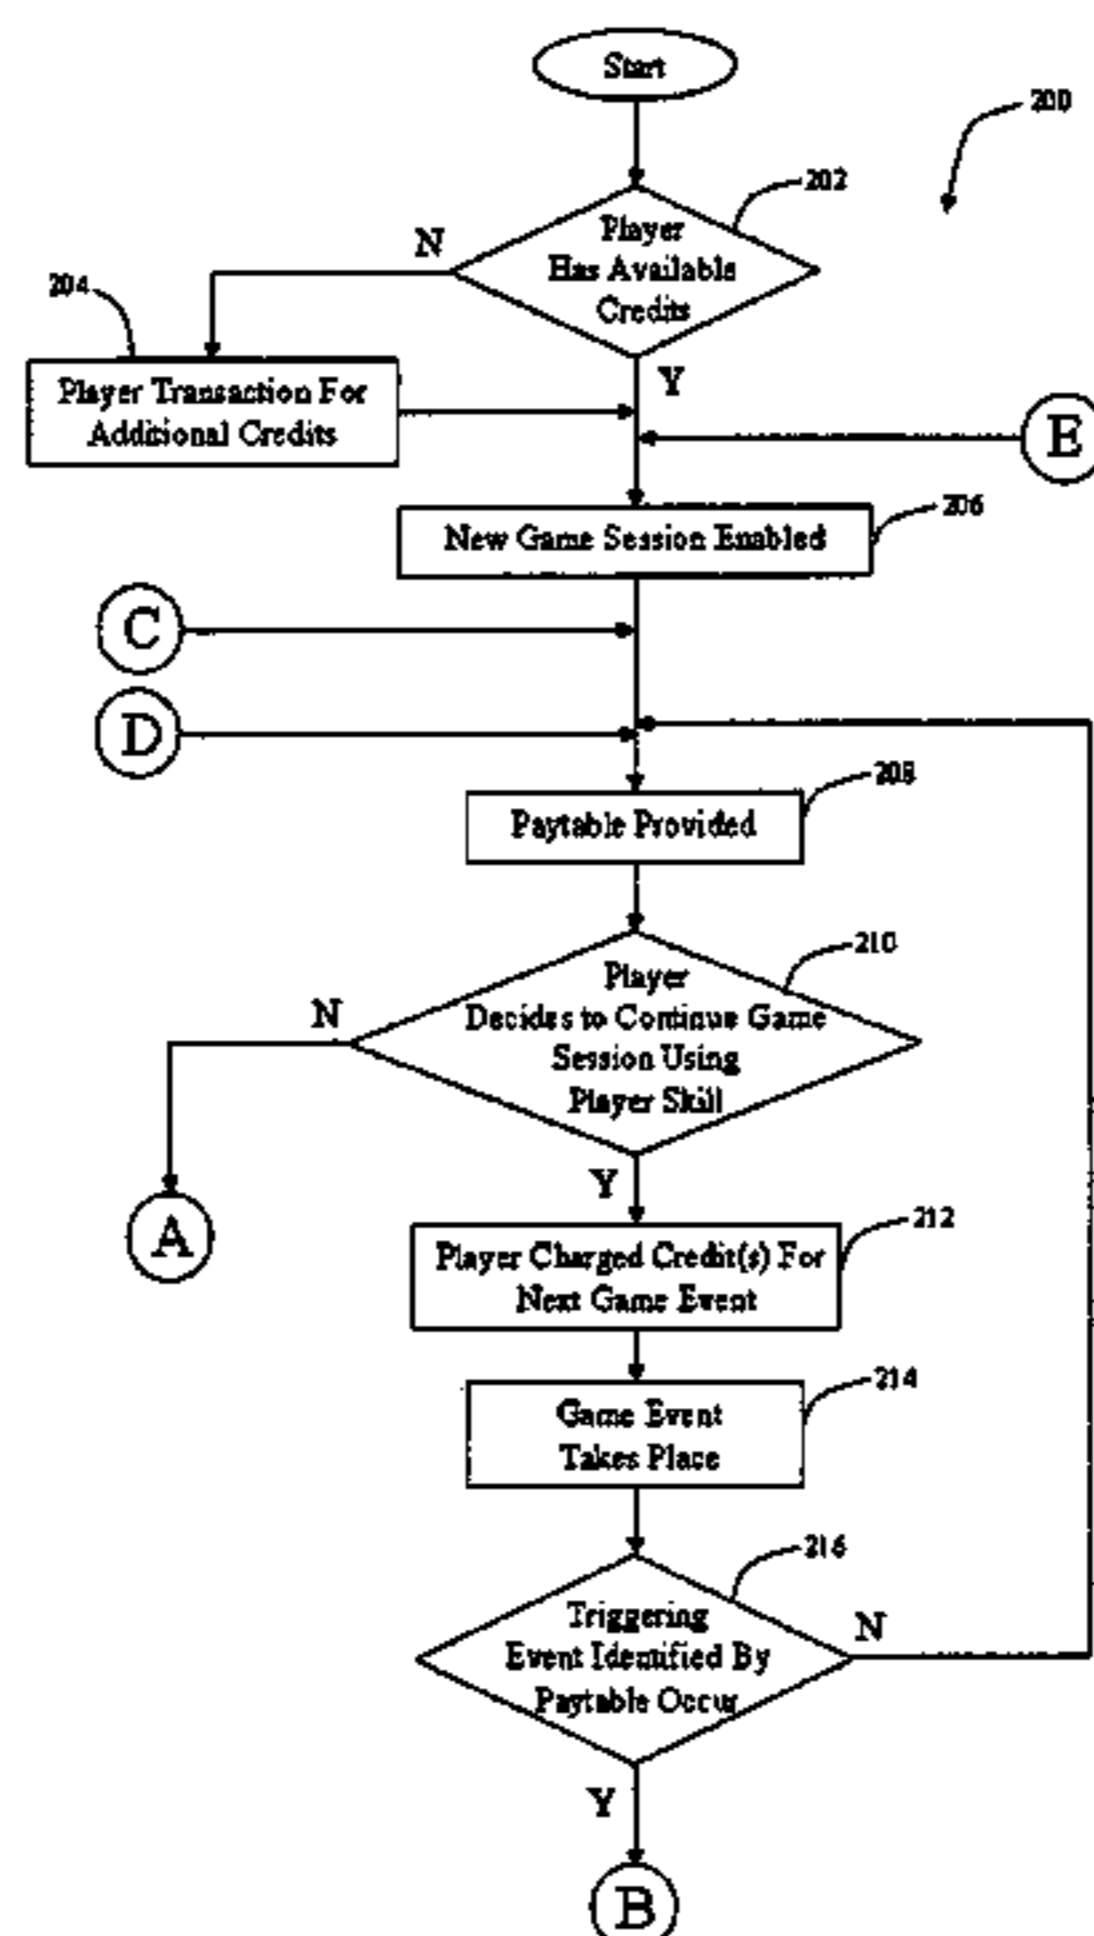 Start
200
202
Player
Has Available
Credits
N
204
Player Transaction For
Additional Credits
Y
E
206
New Game Session Enabled
C
D
208
Paytable Provided
210
Player
Decides to Continue Game
Session Using
Player Skill
N
A
Y
212
Player Charged Credit(s) For
Next Game Event
214
Game Event
Takes Place
216
Triggering
Event Identified By
Paytable Occur
N
Y
B